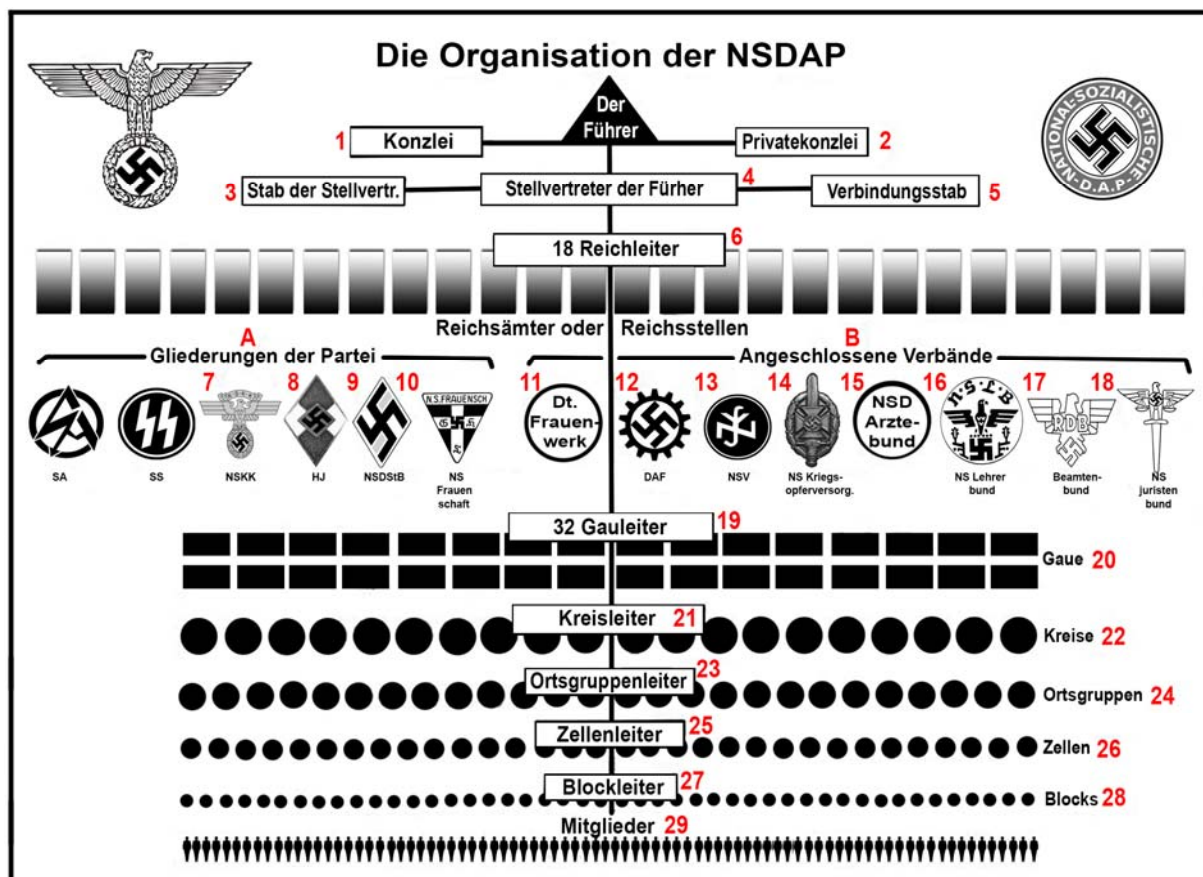 Die Organisation der NSDAP
Der
Führer
1 Konzlei
Privatekonzlei 2
3 Stab der Stellvertr.
Stellvertreter der Fürher 4
Verbindungsstab 5
18 Reichleiter 6
NATIONAL-SOZIALISTISCHE
N-D.A.P-E
Reichsämter oder Reichsstellen
A
Gliederungen der Partei
B
Angeschlossene Verbände
7 8 9 10 11 12 13 14 15 16 17 18
N.S. FRAUENSCH
G H
Dt.
Frauen-
werk
NSD
Arzte-
bund
N·S·L·B
RDB
SA
SS
NSKK
HJ
NSDStB
NS
Frauen
schaft
DAF
NSV
NS Kriegs-
opferversorg.
NS Lehrer
bund
Beamten-
bund
NS
juristen
bund
32 Gauleiter 19
Gaue 20
Kreisleiter 21
Kreise 22
Ortsgruppenleiter 23
Ortsgruppen 24
Zellenleiter 25
Zellen 26
Blockleiter 27
Blocks 28
Mitglieder 29